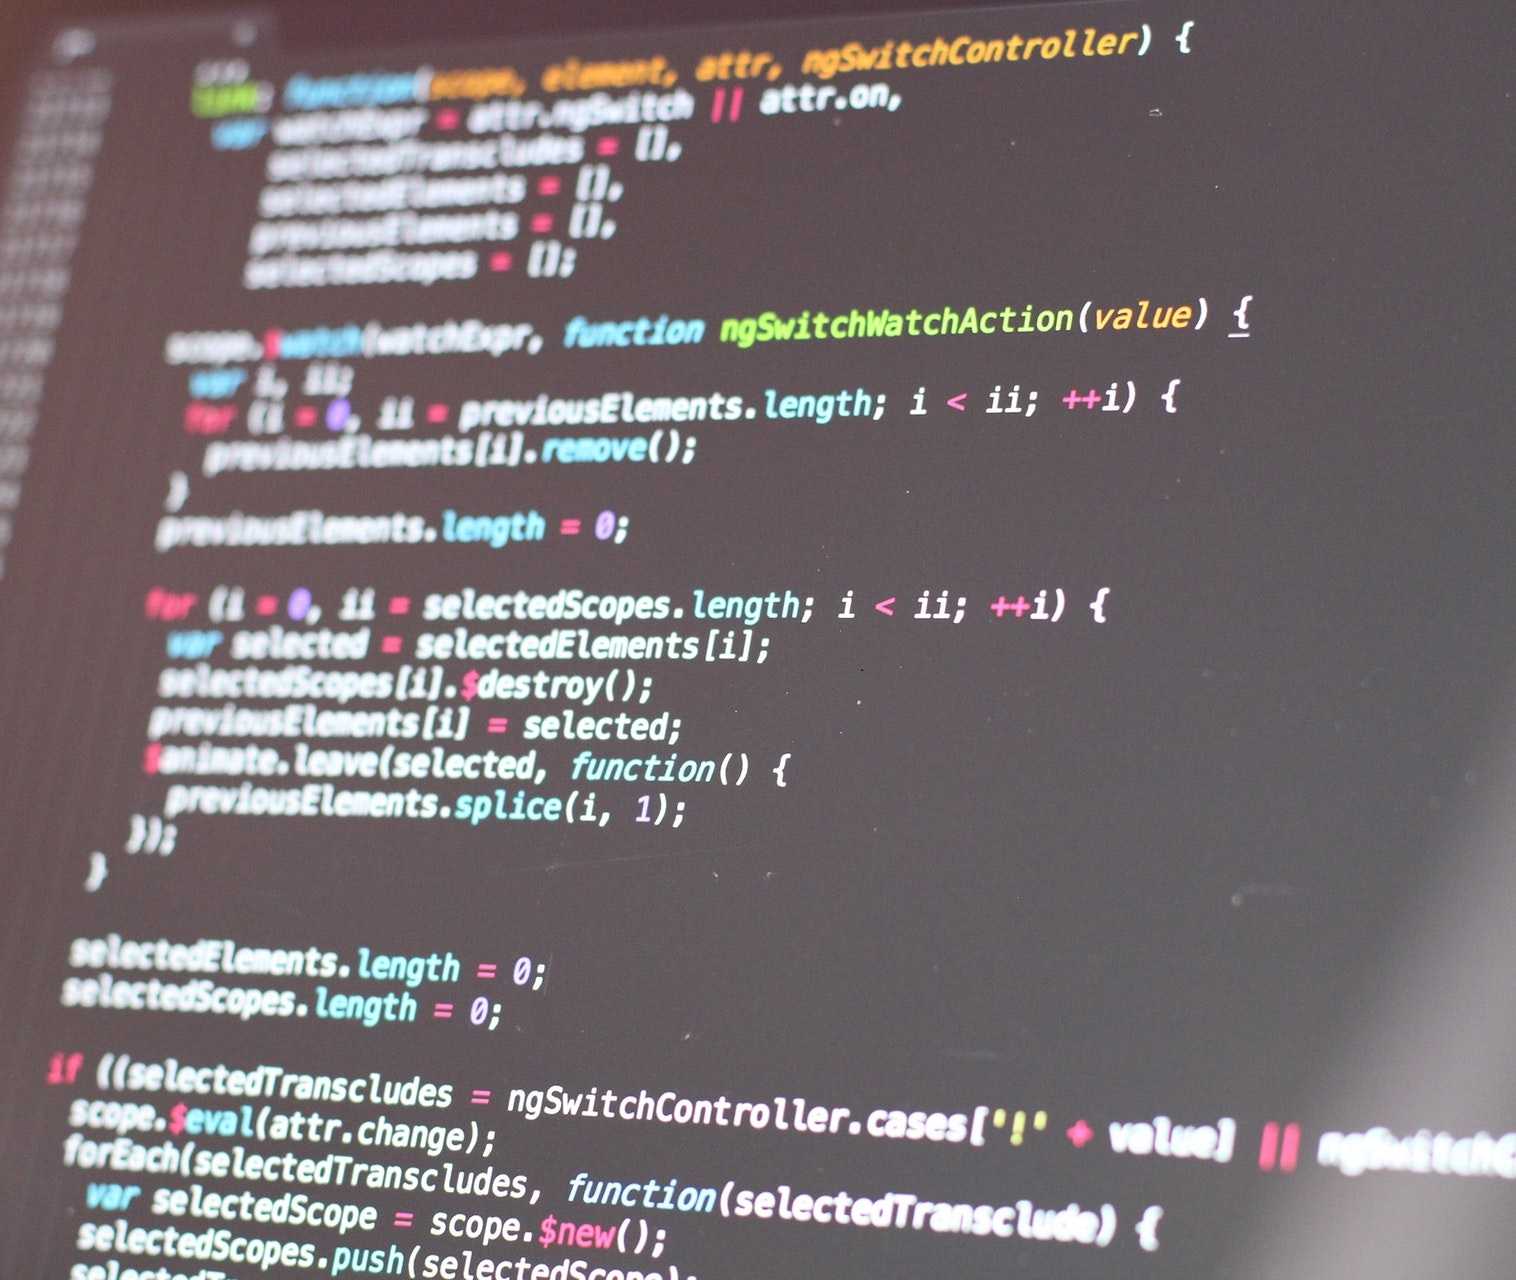 link: function(scope, element, attr, ngSwitchController) {
var watchExpr = attr.ngSwitch || attr.on,
selectedTranscludes = [],
selectedElements = [],
previousElements = [],
selectedScopes = [];
scope.$watch(watchExpr, function ngSwitchWatchAction(value) {
var i, ii;
for (i = 0, ii = previousElements.length; i < ii; ++i) {
previousElements[i].remove();
}
previousElements.length = 0;
for (i = 0, ii = selectedScopes.length; i < ii; ++i) {
var selected = selectedElements[i];
selectedScopes[i].$destroy();
previousElements[i] = selected;
$animate.leave(selected, function() {
previousElements.splice(i, 1);
});
}
selectedElements.length = 0;
selectedScopes.length = 0;
if ((selectedTranscludes = ngSwitchController.cases['!' + value] || ngSwitchC
scope.$eval(attr.change);
forEach(selectedTranscludes, function(selectedTransclude) {
var selectedScope = scope.$new();
selectedScopes.push(selectedScope);